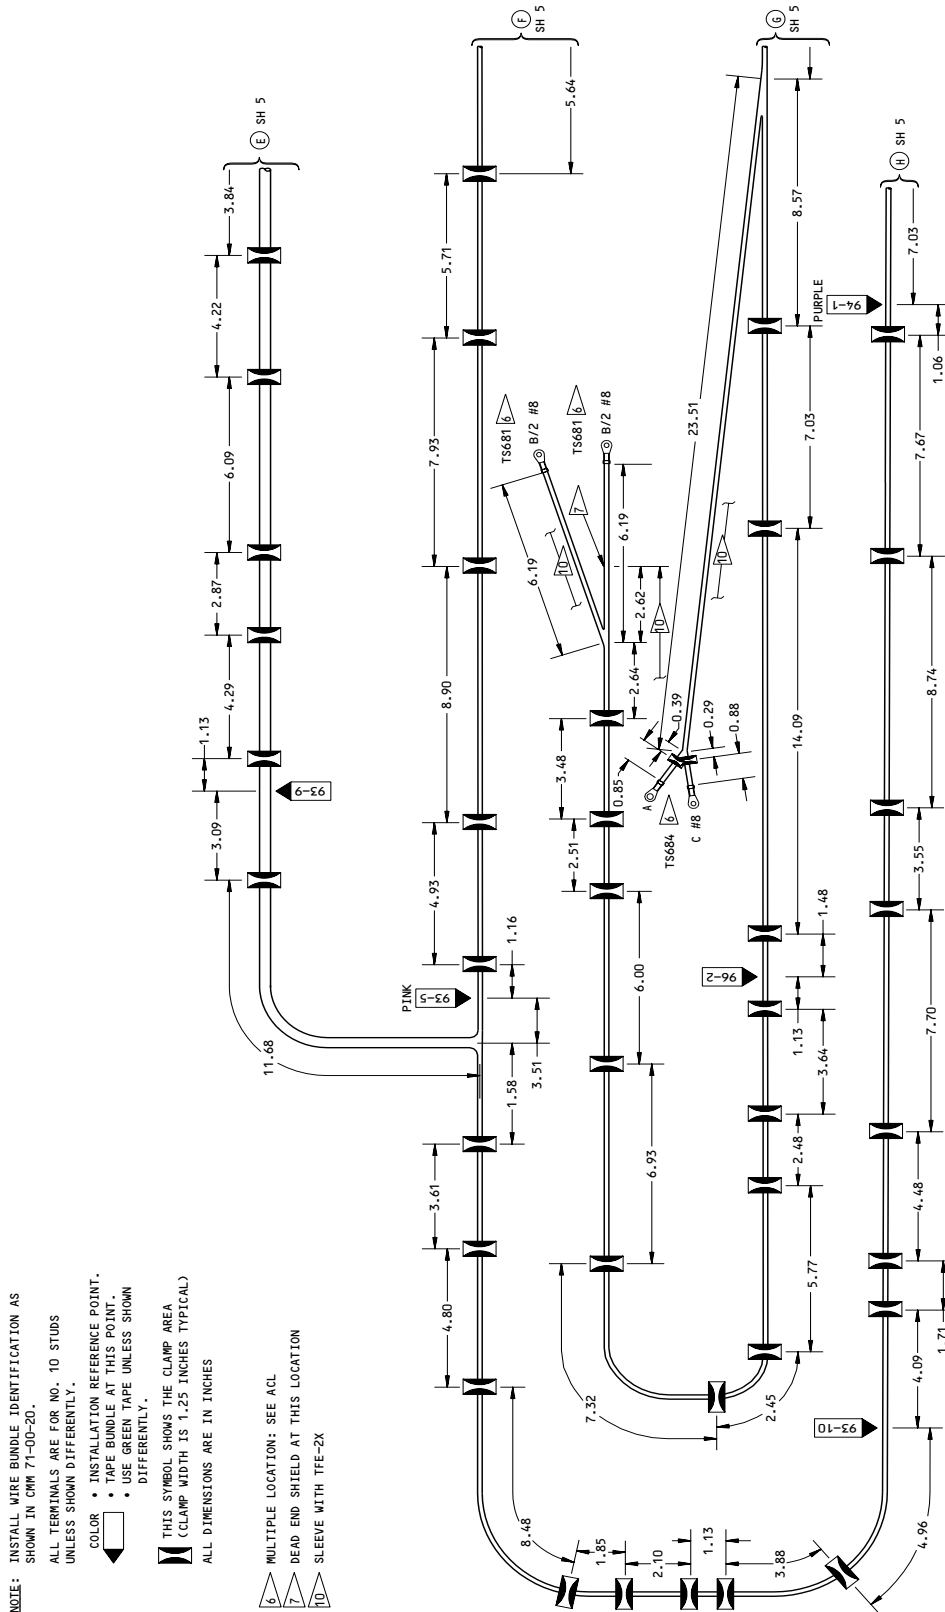 NOTE: INSTALL WIRE BUNDLE IDENTIFICATION AS
SHOWN IN CMM 71-00-20.
ALL TERMINALS ARE FOR NO. 10 STUDS
UNLESS SHOWN DIFFERENTLY.
COLOR • INSTALLATION REFERENCE POINT.
• TAPE BUNDLE AT THIS POINT.
• USE GREEN TAPE UNLESS SHOWN
DIFFERENTLY.
THIS SYMBOL SHOWS THE CLAMP AREA
(CLAMP WIDTH IS 1.25 INCHES TYPICAL)
ALL DIMENSIONS ARE IN INCHES
6 MULTIPLE LOCATION: SEE ACL
7 DEAD END SHIELD AT THIS LOCATION
10 SLEEVE WITH TFE-2X
11.68
3.09
1.13
4.29
2.87
6.09
4.22
3.84
E SH 5
93-9
8.48
4.80
3.61
1.58
3.51
1.16
PINK
93-5
4.93
8.90
7.93
5.71
5.64
F
SH 5
7.32
6.93
6.00
2.51
3.48
2.64
2.62
6.19
6.19
10
10
7
TS681 6
B/2 #8
TS681 6
B/2 #8
0.85
0.39
0.29
0.88
A
6
TS684
C #8
23.51
10
2.45
5.77
2.48
3.64
1.13
1.48
96-2
14.09
7.03
8.57
G
SH 5
1.85
2.10
1.13
3.88
4.96
93-10
4.09
1.71
4.48
7.70
3.55
8.74
7.67
1.06
7.03
PURPLE
94-1
H SH 5